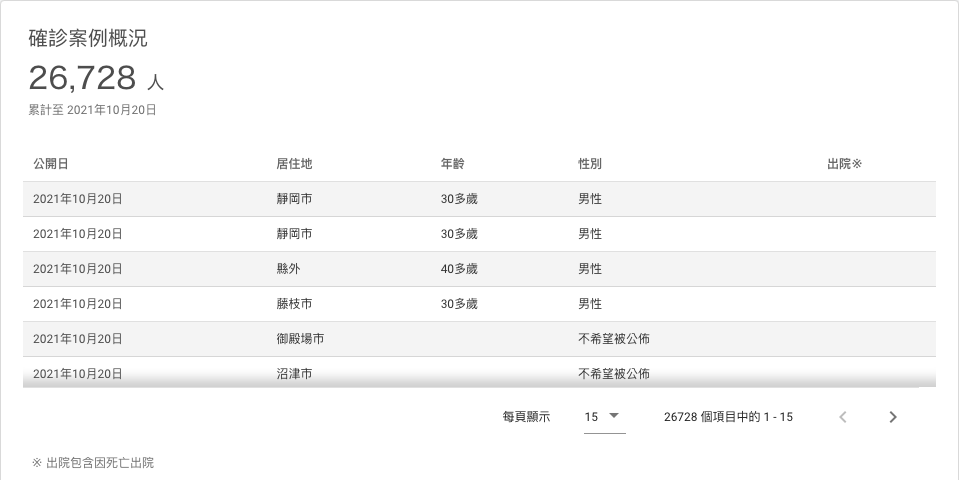 確診案例概況
26,728 人
累計至 2021年10月20日
公開日 居住地 年齡 性別 出院※
2021年10月20日 靜岡市 30多歲 男性
2021年10月20日 靜岡市 30多歲 男性
2021年10月20日 縣外 40多歲 男性
2021年10月20日 藤枝市 30多歲 男性
2021年10月20日 御殿場市 不希望被公佈
2021年10月20日 沼津市 不希望被公佈
每頁顯示 15 26728 個項目中的 1 - 15
※ 出院包含因死亡出院